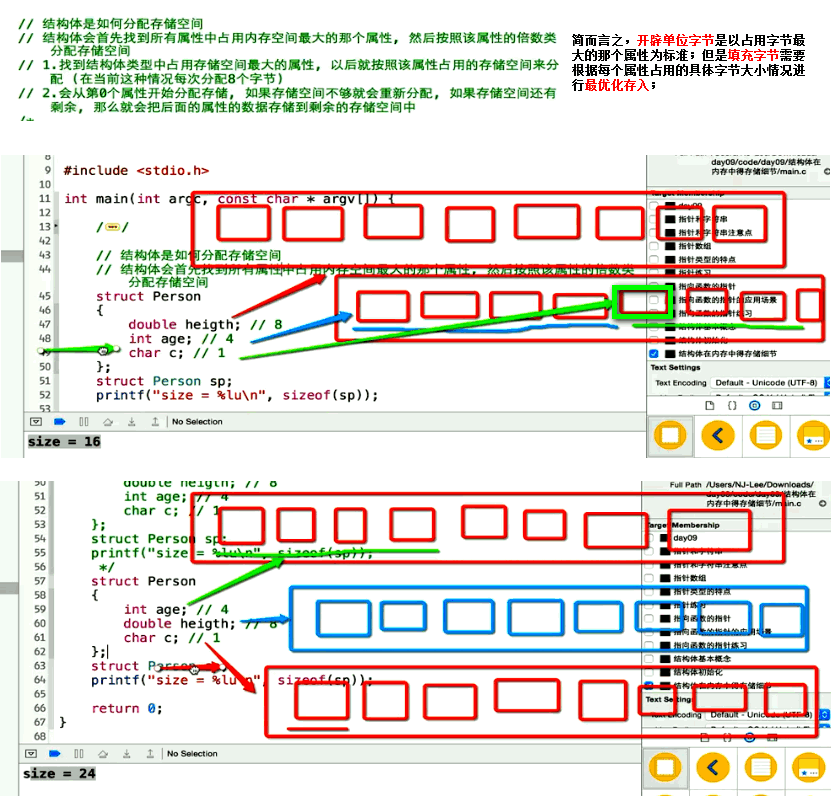 // 结构体是如何分配存储空间
// 结构体会首先找到所有属性中占用内存空间最大的那个属性, 然后按照该属性的倍数类
分配存储空间
// 1.找到结构体类型中占用存储空间最大的属性, 以后就按照该属性占用的存储空间来分
配 (在当前这种情况每次分配8个字节)
// 2.会从第0个属性开始分配存储, 如果存储空间不够就会重新分配, 如果存储空间还有
剩余, 那么就会把后面的属性的数据存储到剩余的存储空间中
/*
简而言之，开辟单位字节是以占用字节最
大的那个属性为标准；但是填充字节需要
根据每个属性占用的具体字节大小情况进
行最优化存入；
8
9 #include <stdio.h>
10
11 int main(int argc, const char * argv[]) {
12
13 /*/
42
43 // 结构体是如何分配存储空间
44 // 结构体会首先找到所有属性中占用内存空间最大的那个属性, 然后按照该属性的倍数类
分配存储空间
45 struct Person
46 {
47 double heigth; // 8
48 int age; // 4
char c; // 1
50 };
51 struct Person sp;
52 printf("size = %lu\n", sizeof(sp));
53
day09/code/day09/结构体在
内存中得存储细节/main.c
Target Membership
day09
指针和字符串
指针和字符串注意点
指针数组
指针类型的特点
指针练习
指向函数的指针
指向函数的指针的应用场景
指向函数的指针练习
结构体基本概念
结构体初始化
结构体在内存中得存储细节
Text Settings
Text Encoding Default - Unicode (UTF-8)
No Selection
size = 16
50 double heigth; // 8
51 int age; // 4
52 char c; // 1
53 };
54 struct Person sp;
55 printf("size = %lu\n", sizeof(sp));
56 */
57 struct Person
58 {
59 int age; // 4
60 double heigth; // 8
61 char c; // 1
62 };
63 struct Person
64 printf("size = %lu\n", sizeof(sp));
65
66 return 0;
67 }
68
Full Path /Users/NJ-Lee/Downloads/
day09/code/day09/结构体在
内存中得存储细节/main.c
Target Membership
day09
指针和字符串
指针和字符串注意点
指针数组
指针类型的特点
指针练习
指向函数的指针
指向函数的指针的应用场景
指向函数的指针练习
结构体基本概念
结构体初始化
结构体在内存中得存储细节
Text Settings
Text Encoding Default - Unicode (UTF-8)
No Selection
size = 24